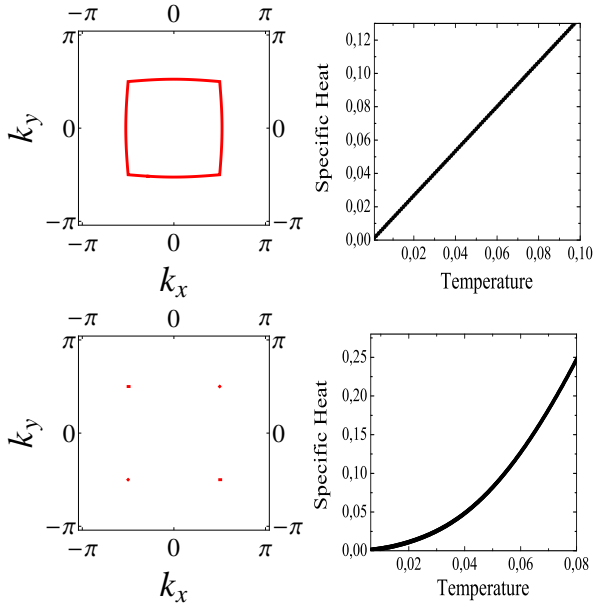 −π 0 π
π π
k_y 0 0
−π −π
−π 0 π
k_x
Specific Heat
0,12
0,10
0,08
0,06
0,04
0,02
0,00
0,02 0,04 0,06 0,08 0,10
Temperature
−π 0 π
π π
k_y 0 0
−π −π
−π 0 π
k_x
Specific Heat
0,25
0,20
0,15
0,10
0,05
0,00
0,02 0,04 0,06 0,08
Temperature